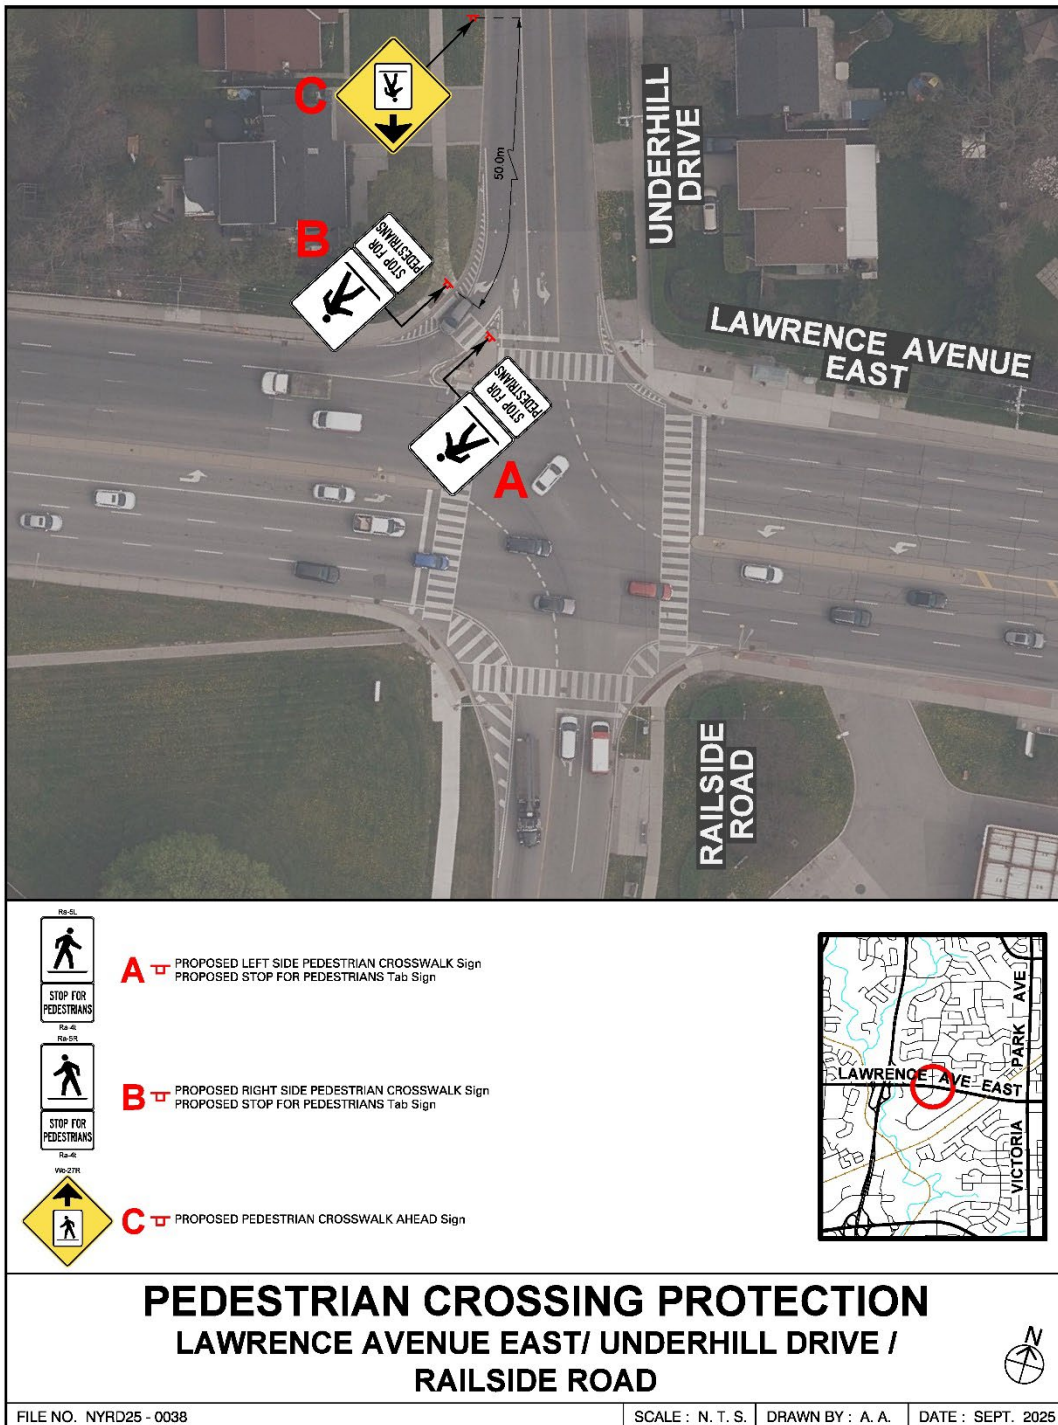 C
50.0m
UNDERHILL
DRIVE
B
STOP FOR
PEDESTRIANS
LAWRENCE AVENUE
EAST
STOP FOR
PEDESTRIANS
A
RAILSIDE
ROAD
Ra-5L
STOP FOR
PEDESTRIANS
Ra-4t
A PROPOSED LEFT SIDE PEDESTRIAN CROSSWALK Sign
PROPOSED STOP FOR PEDESTRIANS Tab Sign
Ra-5R
STOP FOR
PEDESTRIANS
Ra-4t
B PROPOSED RIGHT SIDE PEDESTRIAN CROSSWALK Sign
PROPOSED STOP FOR PEDESTRIANS Tab Sign
Wc-27R
C PROPOSED PEDESTRIAN CROSSWALK AHEAD Sign
LAWRENCE AVE EAST
VICTORIA PARK AVE
PEDESTRIAN CROSSING PROTECTION
LAWRENCE AVENUE EAST/ UNDERHILL DRIVE /
RAILSIDE ROAD
N
FILE NO. NYRD25 - 0038
SCALE : N. T. S.
DRAWN BY : A. A.
DATE : SEPT. 2025